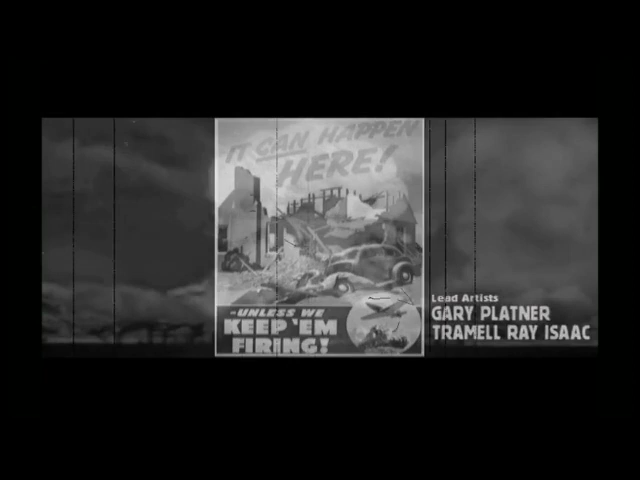 IT CAN HAPPEN
HERE!
-UNLESS WE
KEEP 'EM
FIRING!
Lead Artists
GARY PLATNER
TRAMELL RAY ISAAC